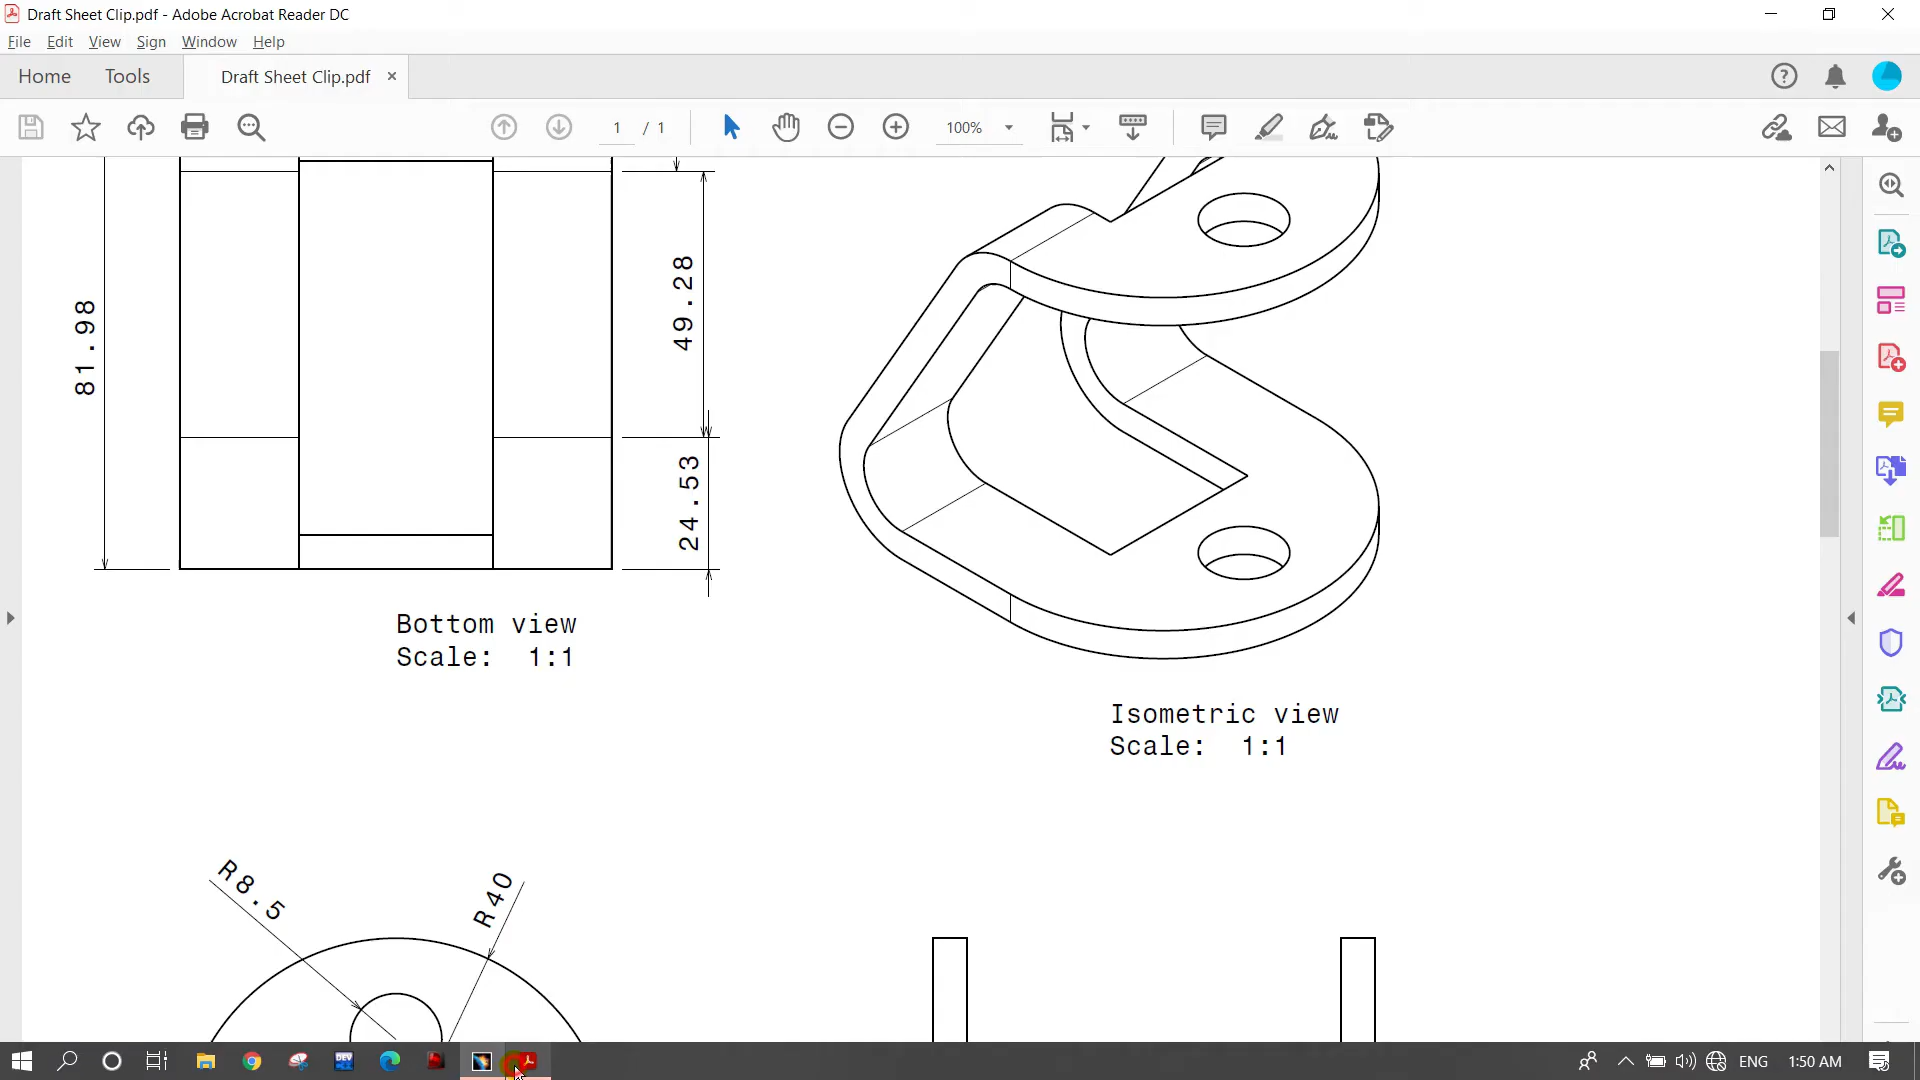 Draft Sheet Clip.pdf - Adobe Acrobat Reader DC
File Edit View Sign Window Help
Home Tools Draft Sheet Clip.pdf
1 / 1 100%
81.98
49.28
24.53
Bottom view
Scale: 1:1
Isometric view
Scale: 1:1
R8.5
R40
DEV
ENG 1:50 AM